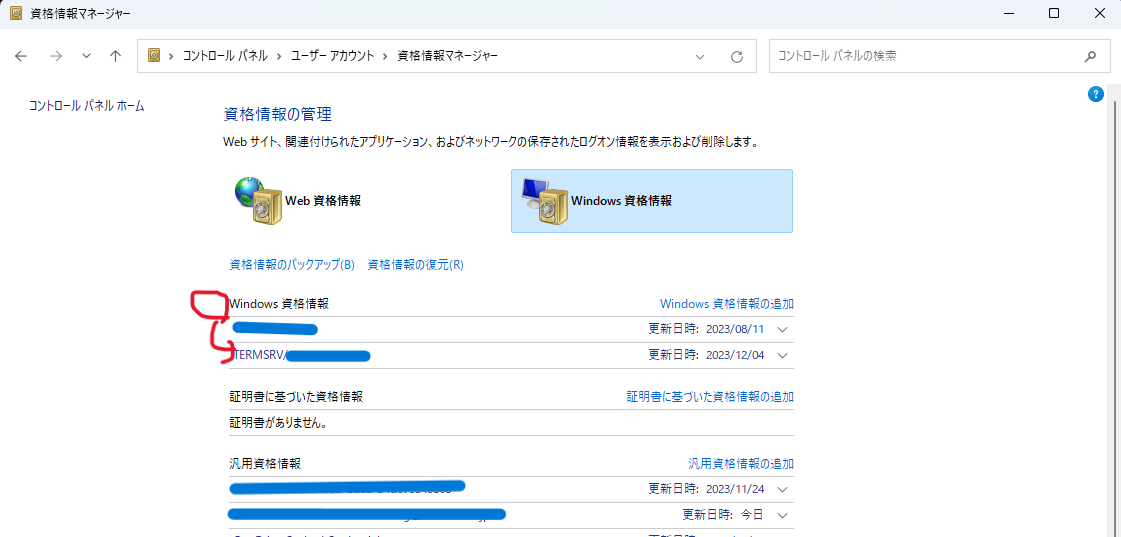 資格情報マネージャー
コントロール パネル › ユーザー アカウント › 資格情報マネージャー
コントロール パネルの検索
コントロール パネル ホーム
資格情報の管理
Web サイト、関連付けられたアプリケーション、およびネットワークの保存されたログオン情報を表示および削除します。
Web 資格情報
Windows 資格情報
資格情報のバックアップ(B) 資格情報の復元(R)
Windows 資格情報 Windows 資格情報の追加
更新日時: 2023/08/11
TERMSRV/ 更新日時: 2023/12/04
証明書に基づいた資格情報 証明書に基づいた資格情報の追加
証明書がありません。
汎用資格情報 汎用資格情報の追加
更新日時: 2023/11/24
更新日時: 今日